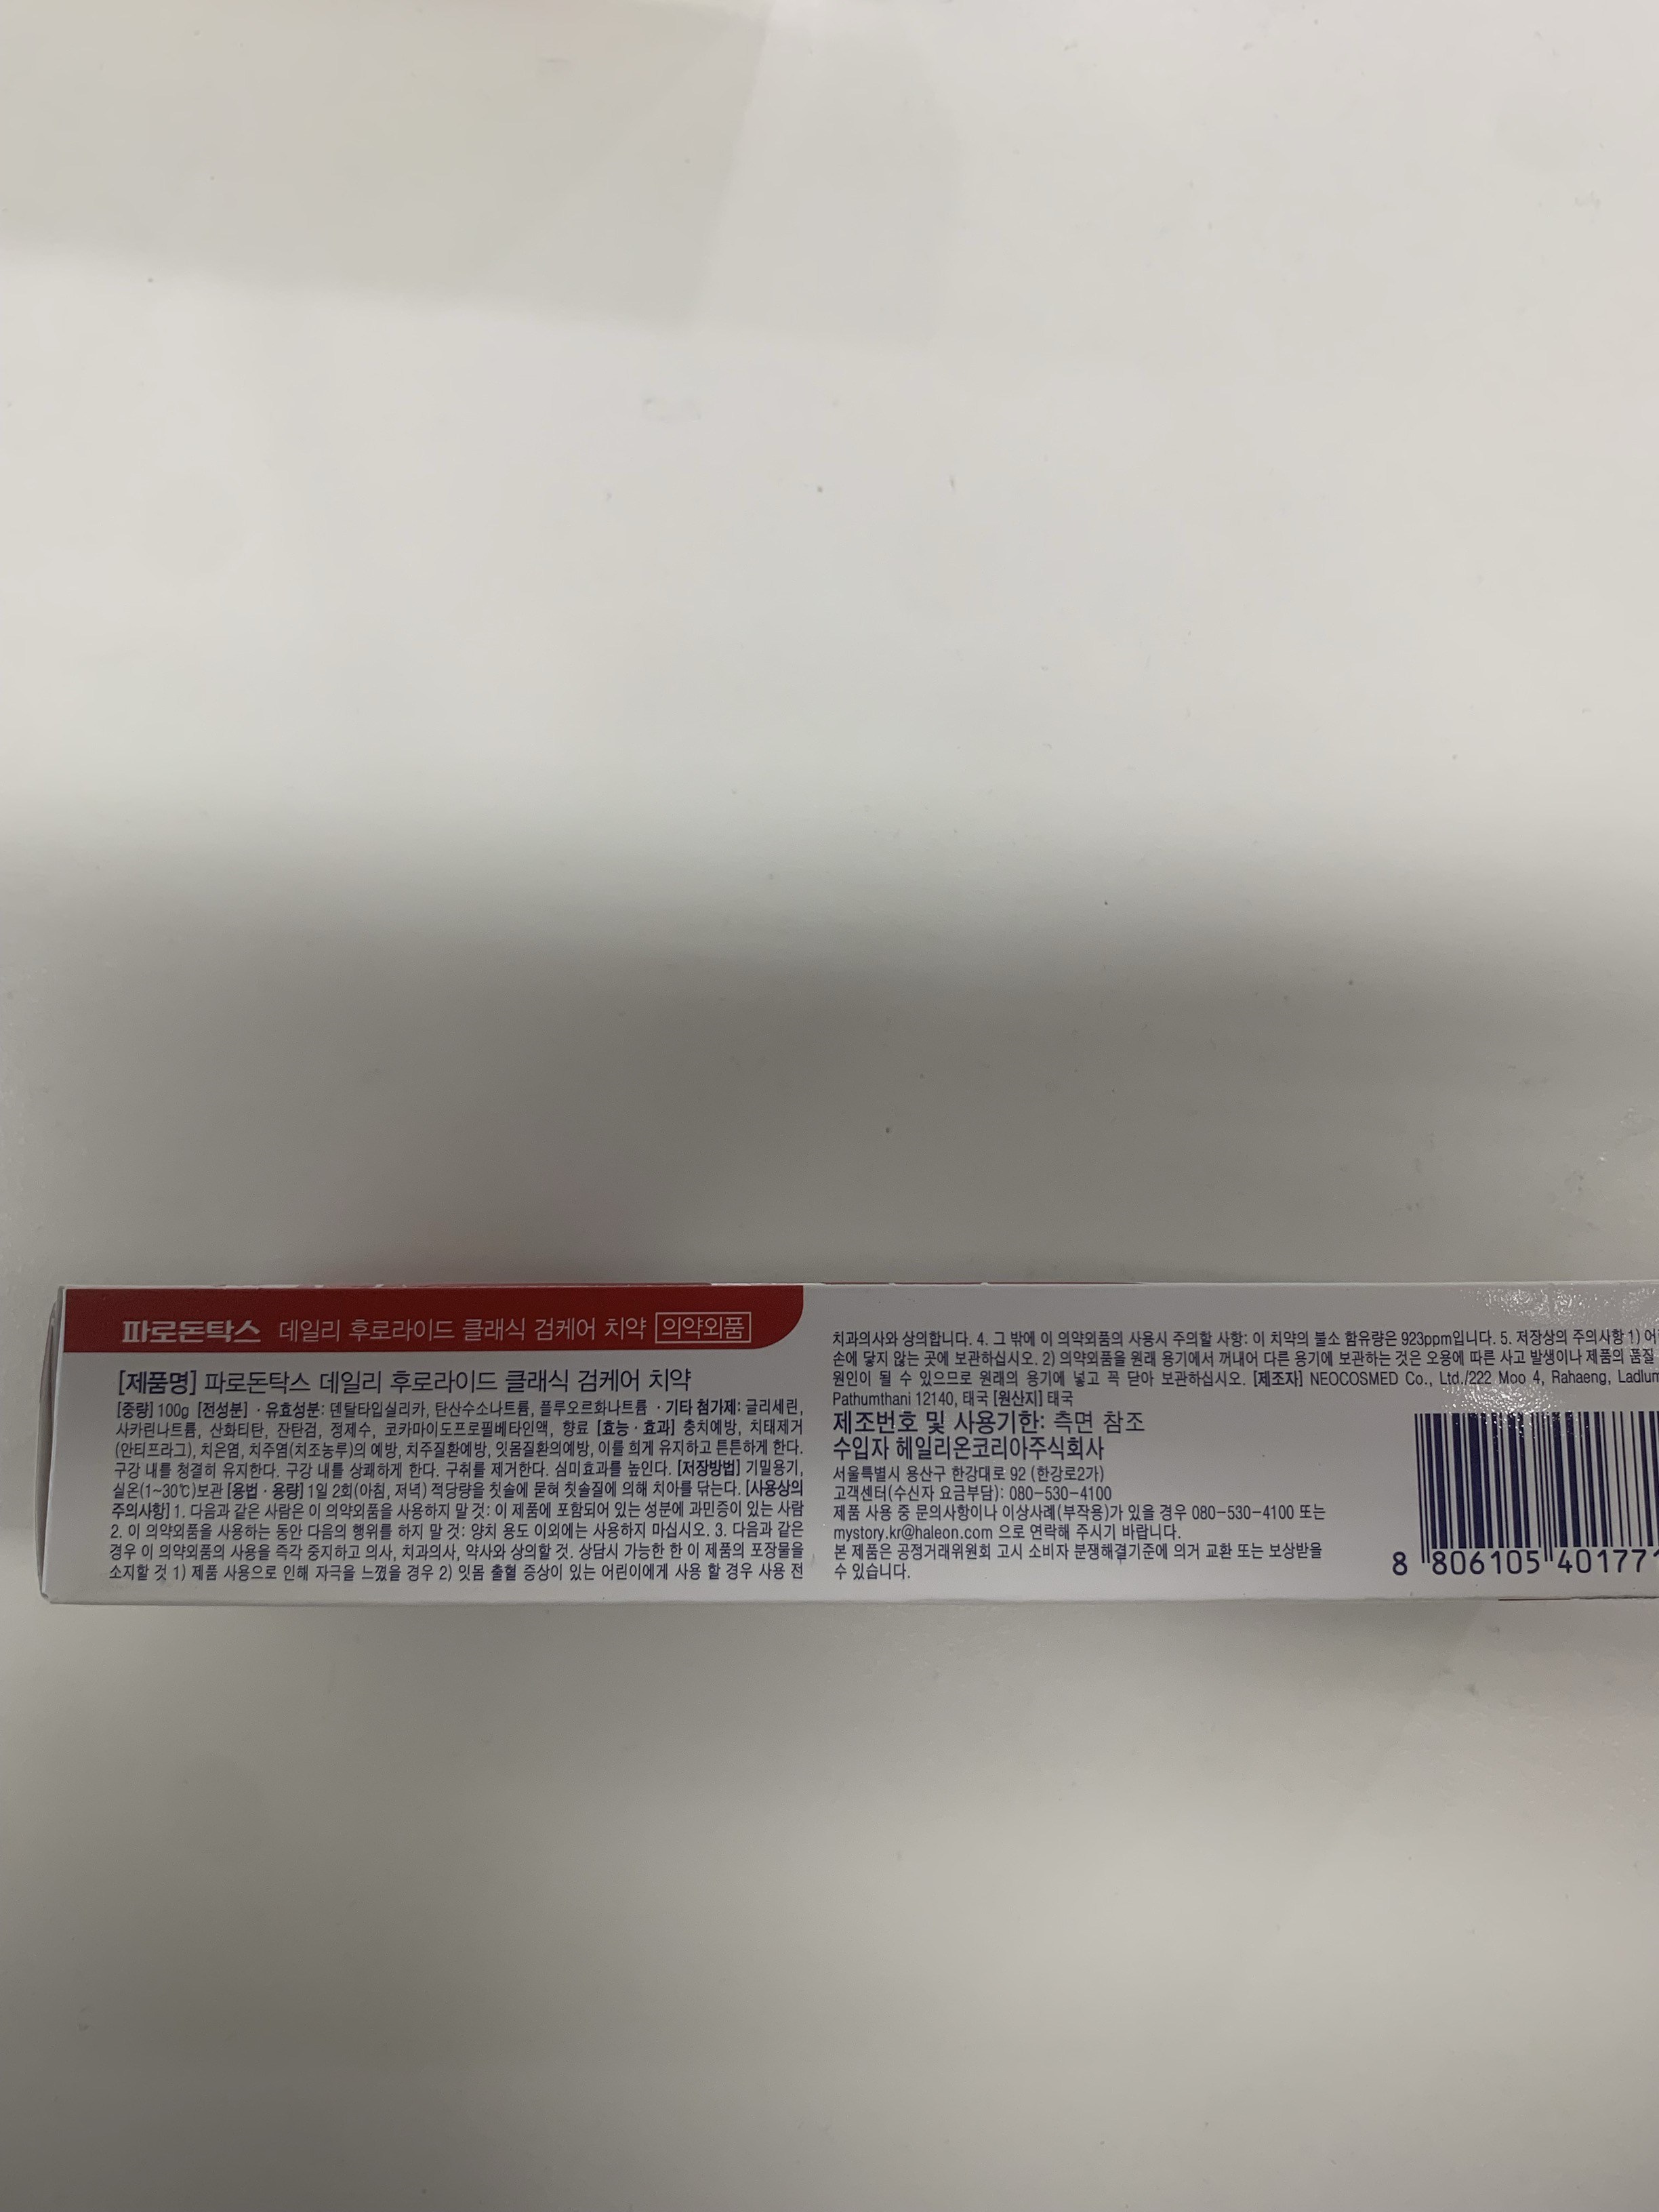 파로돈탁스 데일리 후로라이드 클래식 검케어 치약 의약외품
[제품명] 파로돈탁스 데일리 후로라이드 클래식 검케어 치약
[중량] 100g [전성분] · 유효성분: 덴탈타입실리카, 탄산수소나트륨, 플루오르화나트륨 · 기타 첨가제: 글리세린,
사카린나트륨, 산화티탄, 잔탄검, 정제수, 코카마이도프로필베타인액, 향료 [효능 · 효과] 충치예방, 치태제거
(안티프라그), 치은염, 치주염(치조농루)의 예방, 치주질환예방, 잇몸질환의예방, 이를 희게 유지하고 튼튼하게 한다.
구강 내를 청결히 유지한다. 구강 내를 상쾌하게 한다. 구취를 제거한다. 심미효과를 높인다. [저장방법] 기밀용기,
실온(1~30℃)보관 [용법 · 용량] 1일 2회(아침, 저녁) 적당량을 칫솔에 묻혀 칫솔질에 의해 치아를 닦는다. [사용상의
주의사항] 1. 다음과 같은 사람은 이 의약외품을 사용하지 말 것: 이 제품에 포함되어 있는 성분에 과민증이 있는 사람
2. 이 의약외품을 사용하는 동안 다음의 행위를 하지 말 것: 양치 용도 이외에는 사용하지 마십시오. 3. 다음과 같은
경우 이 의약외품의 사용을 즉각 중지하고 의사, 치과의사, 약사와 상의할 것. 상담시 가능한 한 이 제품의 포장물을
소지할 것 1) 제품 사용으로 인해 자극을 느꼈을 경우 2) 잇몸 출혈 증상이 있는 어린이에게 사용 할 경우 사용 전
치과의사와 상의합니다. 4. 그 밖에 이 의약외품의 사용시 주의할 사항: 이 치약의 불소 함유량은 923ppm입니다. 5. 저장상의 주의사항 1) 어
손에 닿지 않는 곳에 보관하십시오. 2) 의약외품을 원래 용기에서 꺼내어 다른 용기에 보관하는 것은 오용에 따른 사고 발생이나 제품의 품질
원인이 될 수 있으므로 원래의 용기에 넣고 꼭 닫아 보관하십시오. [제조자] NEOCOSMED Co., Ltd./222 Moo 4, Rahaeng, Ladlum
Pathumthani 12140, 태국 [원산지] 태국
제조번호 및 사용기한: 측면 참조
수입자 헤일리온코리아주식회사
서울특별시 용산구 한강대로 92 (한강로2가)
고객센터(수신자 요금부담): 080-530-4100
제품 사용 중 문의사항이나 이상사례(부작용)가 있을 경우 080-530-4100 또는
mystory.kr@haleon.com 으로 연락해 주시기 바랍니다.
본 제품은 공정거래위원회 고시 소비자 분쟁해결기준에 의거 교환 또는 보상받을
수 있습니다.
8 806105 401771